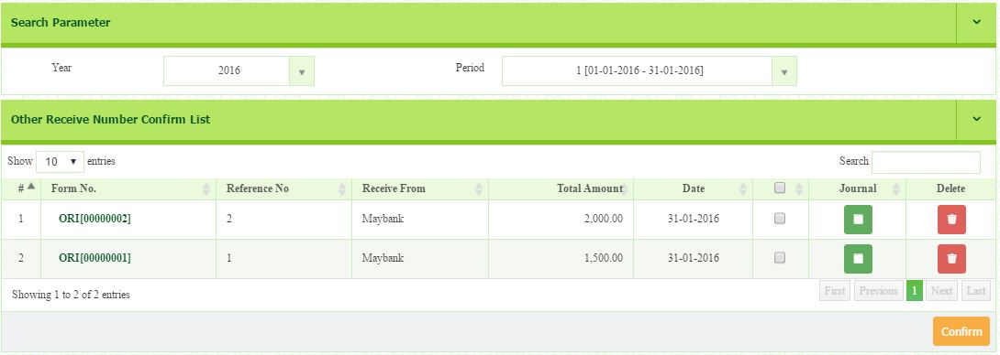 Search Parameter
Year 2016 Period 1 [01-01-2016 - 31-01-2016]
Other Receive Number Confirm List
Show 10 entries Search
# Form No. Reference No Receive From Total Amount Date Journal Delete
1 ORI[00000002] 2 Maybank 2,000.00 31-01-2016
2 ORI[00000001] 1 Maybank 1,500.00 31-01-2016
Showing 1 to 2 of 2 entries First Previous 1 Next Last
Confirm